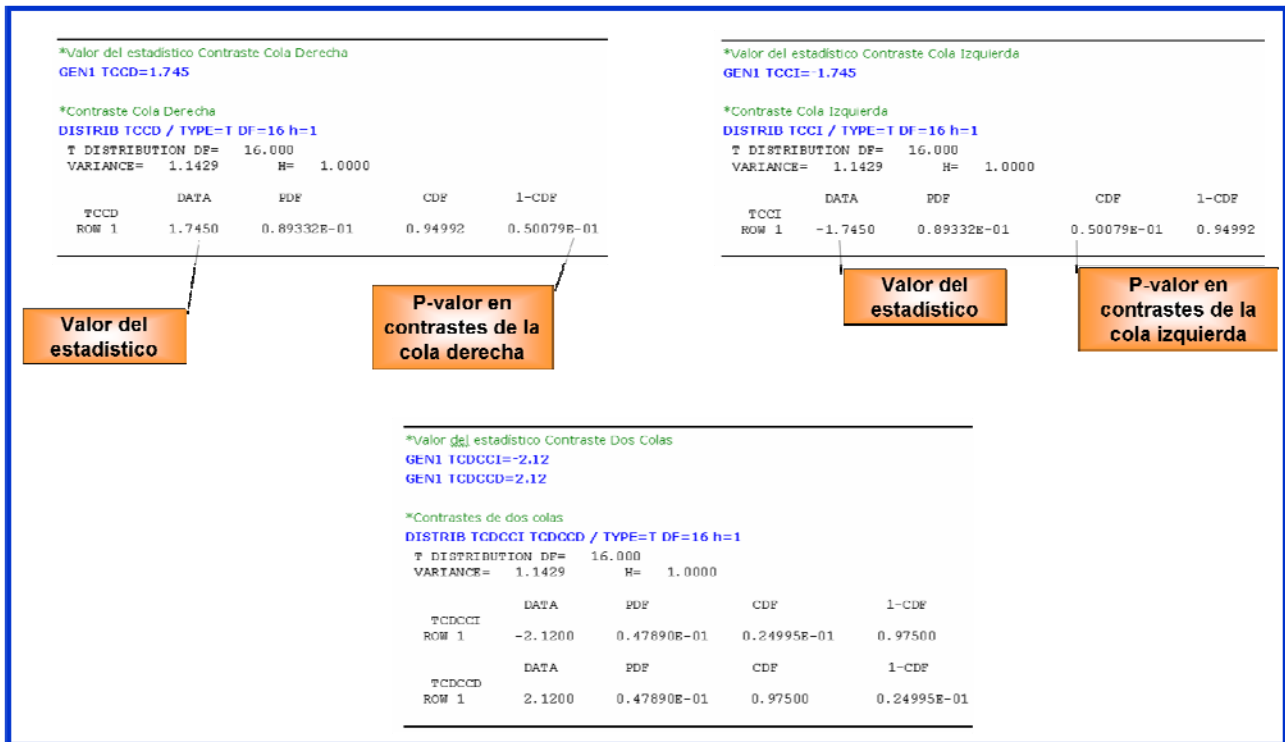 *Valor del estadístico Contraste Cola Derecha
GEN1 TCCD=1.745
*Contraste Cola Derecha
DISTRIB TCCD / TYPE=T DF=16 h=1
T DISTRIBUTION DF= 16.000
VARIANCE= 1.1429 H= 1.0000
DATA PDF CDF 1-CDF
TCCD
ROW 1 1.7450 0.89332E-01 0.94992 0.50079E-01
Valor del
estadístico
P-valor en
contrastes de la
cola derecha
*Valor del estadístico Contraste Cola Izquierda
GEN1 TCCI=-1.745
*Contraste Cola Izquierda
DISTRIB TCCI / TYPE=T DF=16 h=1
T DISTRIBUTION DF= 16.000
VARIANCE= 1.1429 H= 1.0000
DATA PDF CDF 1-CDF
TCCI
ROW 1 -1.7450 0.89332E-01 0.50079E-01 0.94992
Valor del
estadístico
P-valor en
contrastes de la
cola izquierda
*Valor del estadístico Contraste Dos Colas
GEN1 TCDCCI=-2.12
GEN1 TCDCCD=2.12
*Contrastes de dos colas
DISTRIB TCDCCI TCDCCD / TYPE=T DF=16 h=1
T DISTRIBUTION DF= 16.000
VARIANCE= 1.1429 H= 1.0000
DATA PDF CDF 1-CDF
TCDCCI
ROW 1 -2.1200 0.47890E-01 0.24995E-01 0.97500
DATA PDF CDF 1-CDF
TCDCCD
ROW 1 2.1200 0.47890E-01 0.97500 0.24995E-01